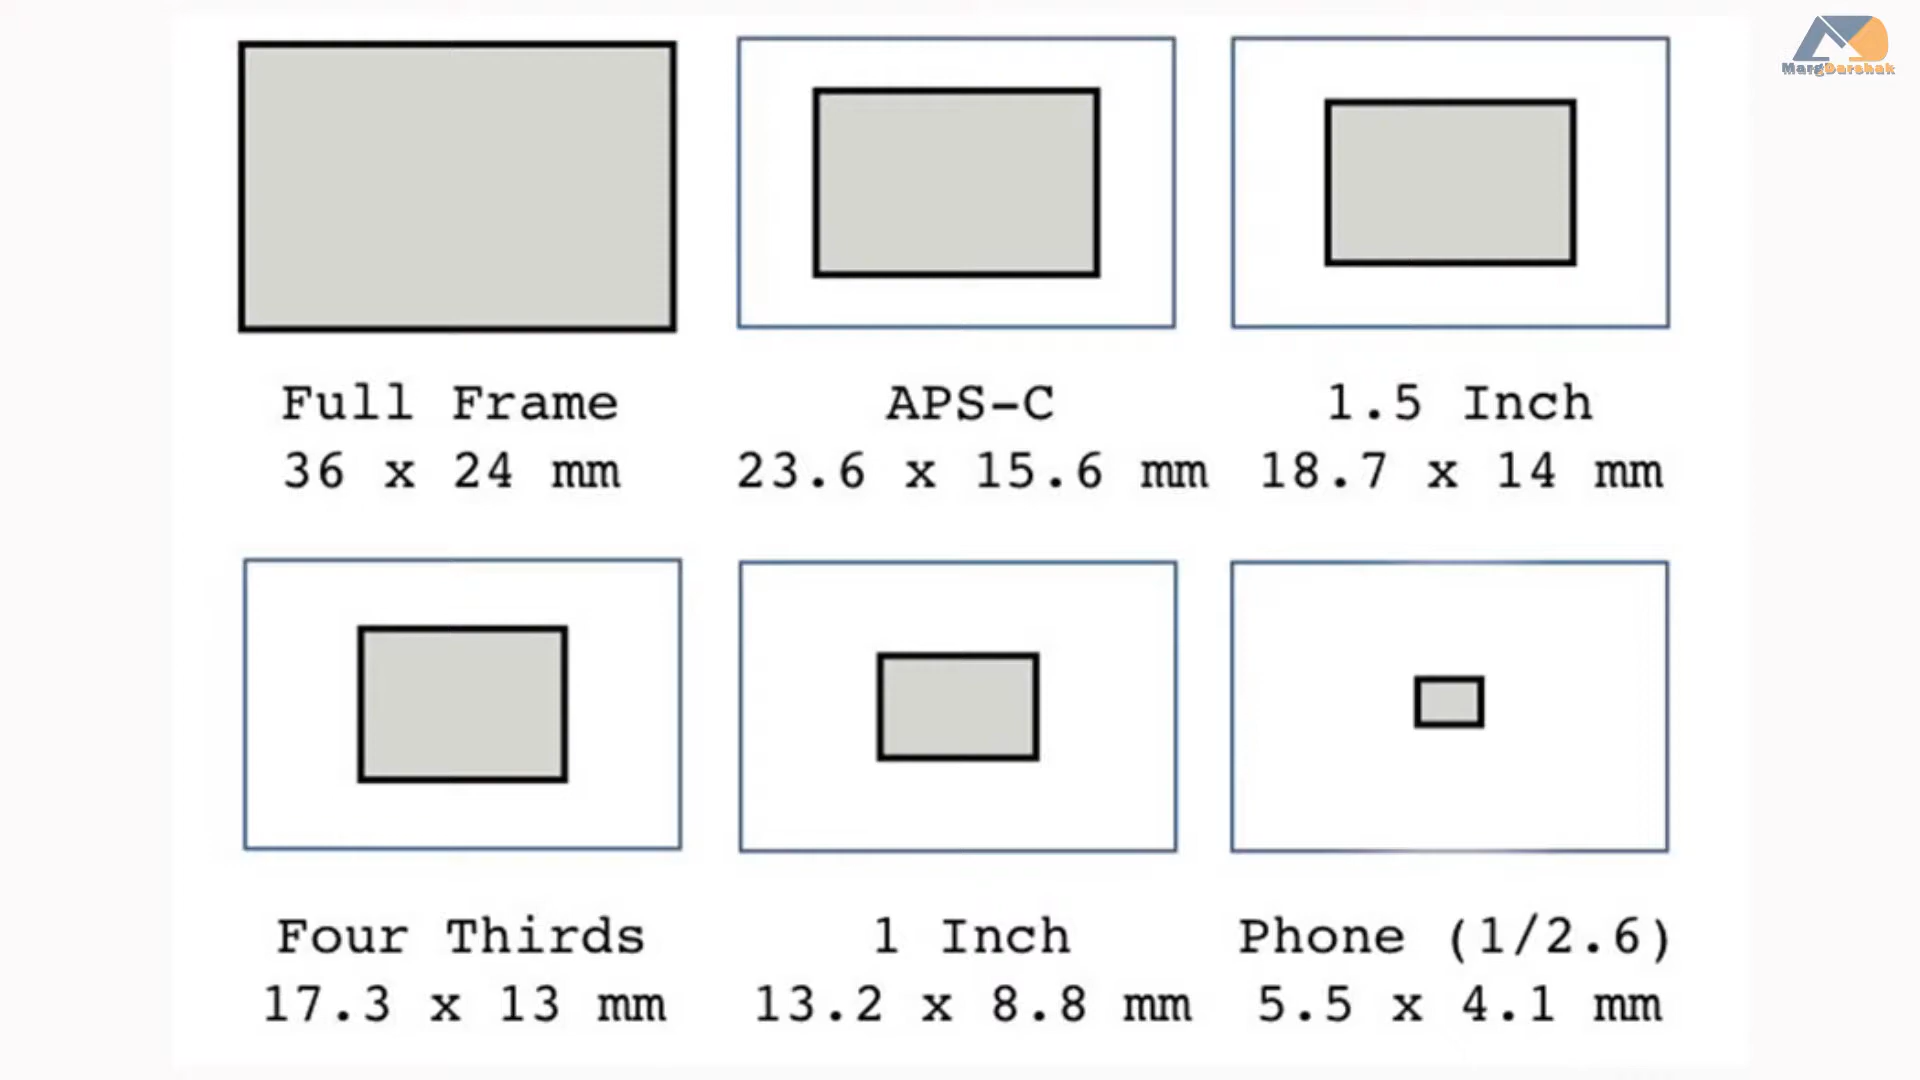 MargDarshak
Full Frame
36 x 24 mm
APS-C
23.6 x 15.6 mm
1.5 Inch
18.7 x 14 mm
Four Thirds
17.3 x 13 mm
1 Inch
13.2 x 8.8 mm
Phone (1/2.6)
5.5 x 4.1 mm